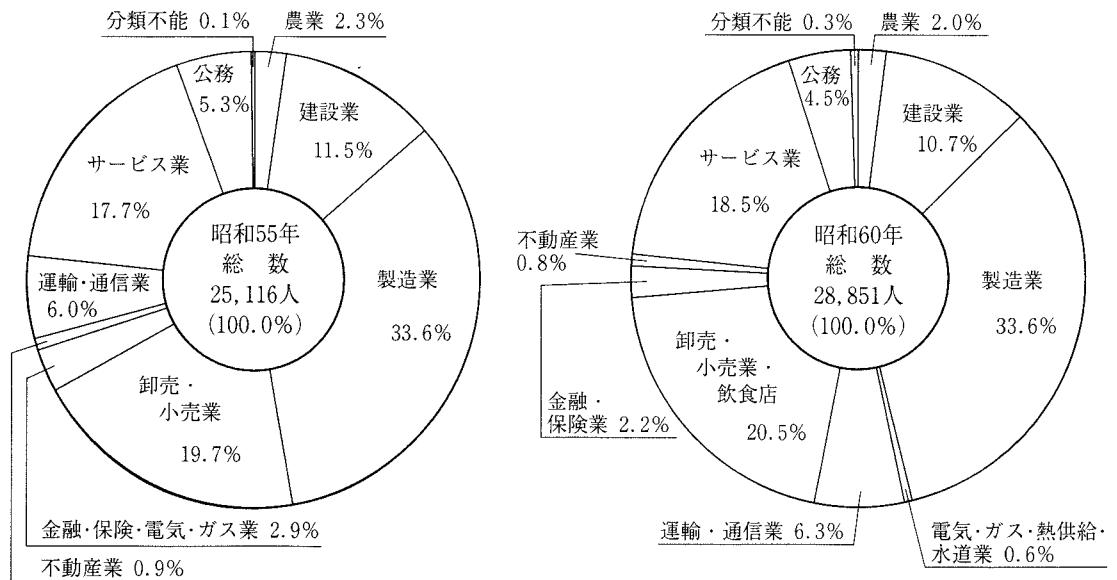 分類不能 0.1%
農業 2.3%
公務
5.3%
建設業
11.5%
サービス業
17.7%
昭和55年
総 数
25,116人
(100.0%)
製造業
33.6%
運輸・通信業
6.0%
卸売・
小売業
19.7%
金融・保険・電気・ガス業 2.9%
不動産業 0.9%
分類不能 0.3%
農業 2.0%
公務
4.5%
建設業
10.7%
サービス業
18.5%
不動産業
0.8%
昭和60年
総 数
28,851人
(100.0%)
製造業
33.6%
卸売・
小売業・
飲食店
20.5%
金融・
保険業 2.2%
運輸・通信業 6.3%
電気・ガス・熱供給・
水道業 0.6%